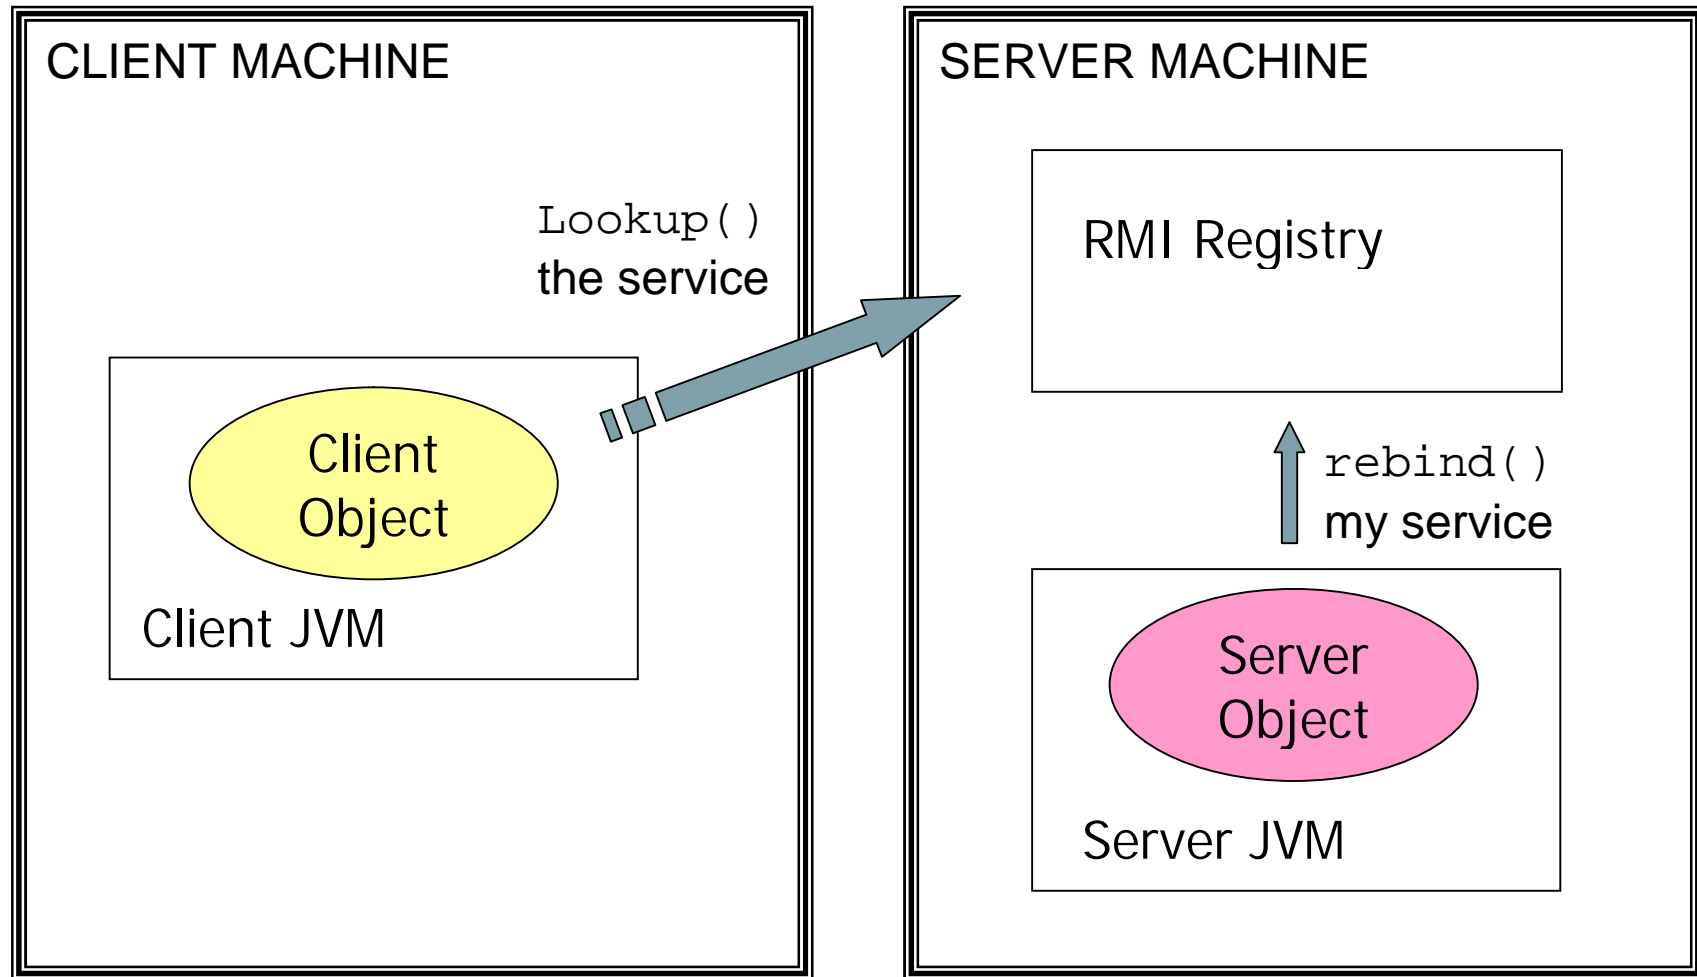 CLIENT MACHINE
Lookup()
the service
Client
Object
Client JVM
SERVER MACHINE
RMI Registry
rebind()
my service
Server
Object
Server JVM